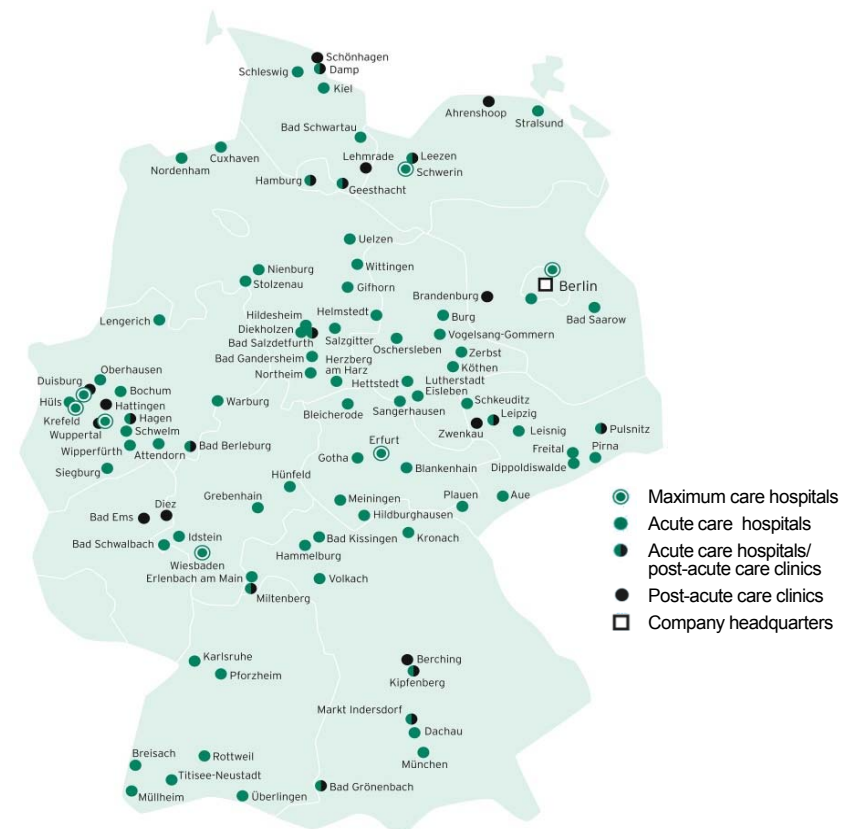 Schönhagen
Damp
Schleswig
Kiel
Ahrenshoop
Stralsund
Bad Schwartau
Cuxhaven
Nordenham
Lehmrade
Leezen
Schwerin
Hamburg
Geesthacht
Uelzen
Wittingen
Nienburg
Stolzenau
Gifhorn
Berlin
Brandenburg
Bad Saarow
Lengerich
Hildesheim
Helmstedt
Diekholzen
Salzgitter
Bad Salzdetfurth
Burg
Vogelsang-Gommern
Oschersleben
Bad Gandersheim
Herzberg
am Harz
Northeim
Zerbst
Köthen
Hettstedt
Lutherstadt
Eisleben
Oberhausen
Duisburg
Bochum
Hüls
Hattingen
Krefeld
Hagen
Wuppertal
Schwelm
Warburg
Bleicherode
Sangerhausen
Schkeuditz
Leipzig
Zwenkau
Leisnig
Pulsnitz
Wipperfürth
Attendorn
Bad Berleburg
Siegburg
Erfurt
Gotha
Blankenhain
Freital
Pirna
Dippoldiswalde
Hünfeld
Grebenhain
Meiningen
Hildburghausen
Plauen
Aue
Diez
Bad Ems
Idstein
Bad Schwalbach
Wiesbaden
Bad Kissingen
Hammelburg
Kronach
Erlenbach am Main
Volkach
Miltenberg
Maximum care hospitals
Acute care hospitals
Acute care hospitals/
post-acute care clinics
Post-acute care clinics
Company headquarters
Karlsruhe
Pforzheim
Berching
Kipfenberg
Markt Indersdorf
Dachau
München
Breisach
Rottweil
Titisee-Neustadt
Müllheim
Überlingen
Bad Grönenbach